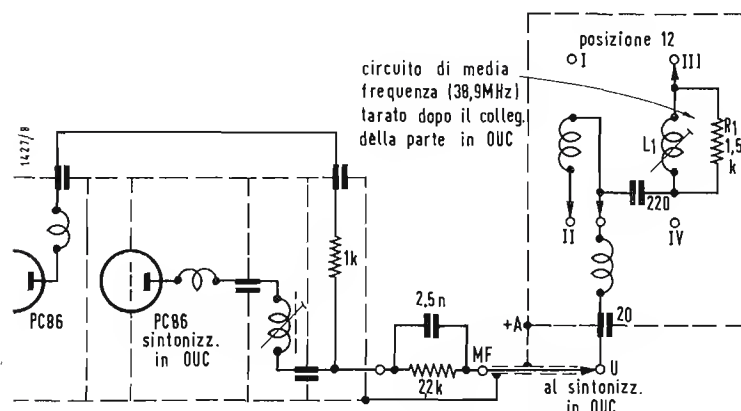 posizione 12
I
III
circuito di media
frequenza (38,9MHz)
tarato dopo il colleg.
della parte in OUC
L1
R1
1,5
k
220
II
IV
1427/8
1k
PC86
PC86
sintonizz.
in OUC
2,5n
22k
MF
+A
20
U
al sintonizz.
in OUC